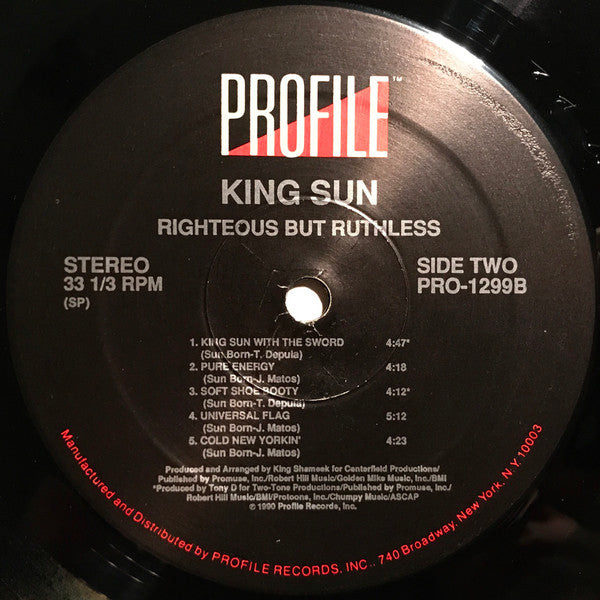 PROFILE™
KING SUN
RIGHTEOUS BUT RUTHLESS
STEREO
33 1/3 RPM
(SP)
SIDE TWO
PRO-1299B
1. KING SUN WITH THE SWORD 4:47*
(Sun Born-T. Depula)
2. PURE ENERGY 4:18
(Sun Born-J. Matos)
3. SOFT SHOE BOOTY 4:12*
(Sun Born-T. Depula)
4. UNIVERSAL FLAG 5:12
(Sun Born-J. Matos)
5. COLD NEW YORKIN' 4:23
(Sun Born-J. Matos)
Produced and Arranged by King Shameek for Canterfield Productions/
Published by Promuse, Inc./Robert Hill Music/Golden Mike Music, Inc./BMI
*Produced by Tony D for Two-Tone Productions/Published by Promuse, Inc./
Robert Hill Music/BMI/Protoons, Inc./Chumpy Music/ASCAP
© 1990 Profile Records, Inc.
Manufactured and Distributed by PROFILE RECORDS, INC., 740 Broadway, New York, N.Y. 10003